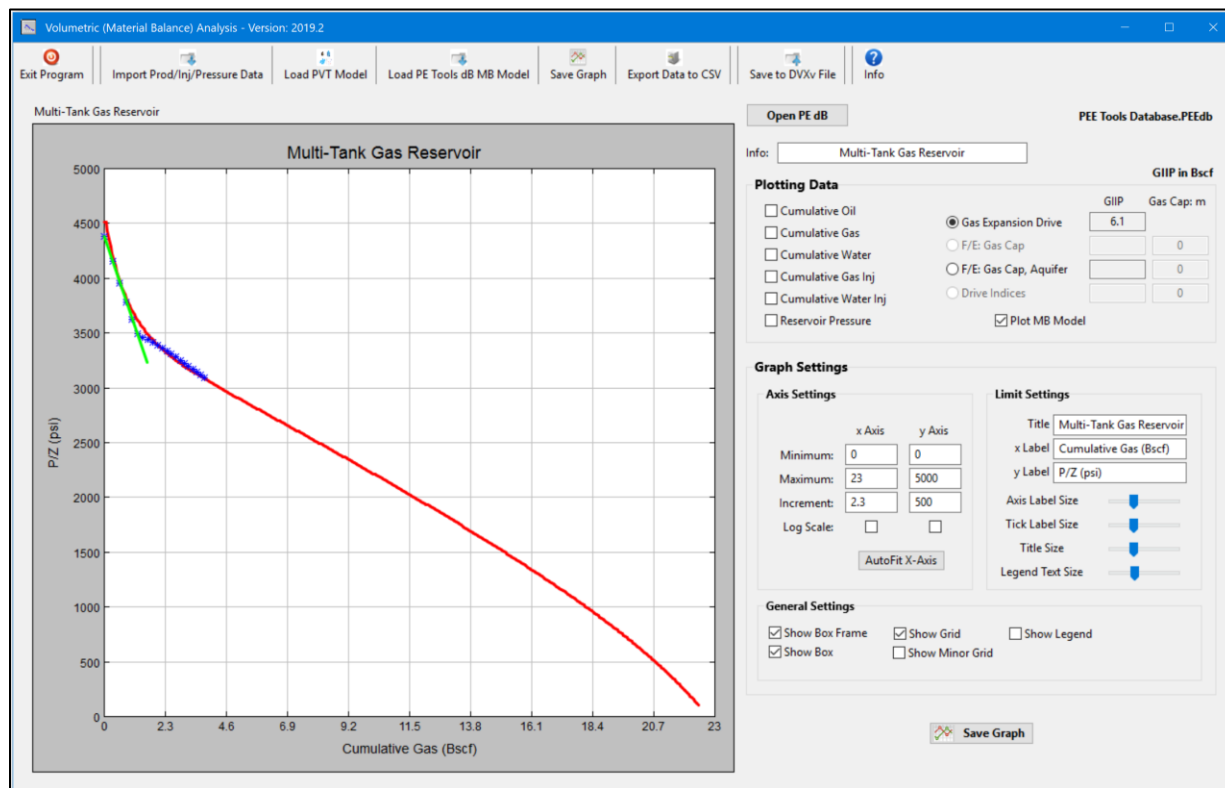 Volumetric (Material Balance) Analysis - Version: 2019.2
Exit Program
Import Prod/Inj/Pressure Data
Load PVT Model
Load PE Tools dB MB Model
Save Graph
Export Data to CSV
Save to DVXv File
Info
Multi-Tank Gas Reservoir
Multi-Tank Gas Reservoir
5000
4500
4000
3500
3000
2500
2000
1500
1000
500
0
P/Z (psi)
0 2.3 4.6 6.9 9.2 11.5 13.8 16.1 18.4 20.7 23
Cumulative Gas (Bscf)
Open PE dB
PEE Tools Database.PEEdb
Info: Multi-Tank Gas Reservoir
GIIP in Bscf
Plotting Data
GIIP Gas Cap: m
Cumulative Oil
Cumulative Gas
Cumulative Water
Cumulative Gas Inj
Cumulative Water Inj
Reservoir Pressure
Gas Expansion Drive 6.1
F/E: Gas Cap 0
F/E: Gas Cap, Aquifer 0
Drive Indices 0
Plot MB Model
Graph Settings
Axis Settings
x Axis y Axis
Minimum: 0 0
Maximum: 23 5000
Increment: 2.3 500
Log Scale:
AutoFit X-Axis
Limit Settings
Title Multi-Tank Gas Reservoir
x Label Cumulative Gas (Bscf)
y Label P/Z (psi)
Axis Label Size
Tick Label Size
Title Size
Legend Text Size
General Settings
Show Box Frame Show Grid Show Legend
Show Box Show Minor Grid
Save Graph